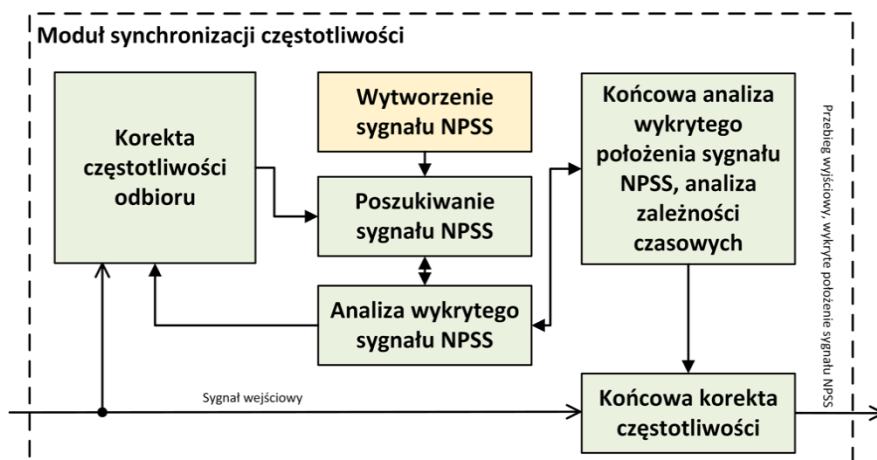 Moduł synchronizacji częstotliwości
Korekta
częstotliwości
odbioru
Wytworzenie
sygnału NPSS
Poszukiwanie
sygnału NPSS
Analiza wykrytego
sygnału NPSS
Końcowa analiza
wykrytego
położenia sygnału
NPSS, analiza
zależności
czasowych
Końcowa korekta
częstotliwości
Sygnał wejściowy
Przebieg wyjściowy, wykryte położenie sygnału NPSS